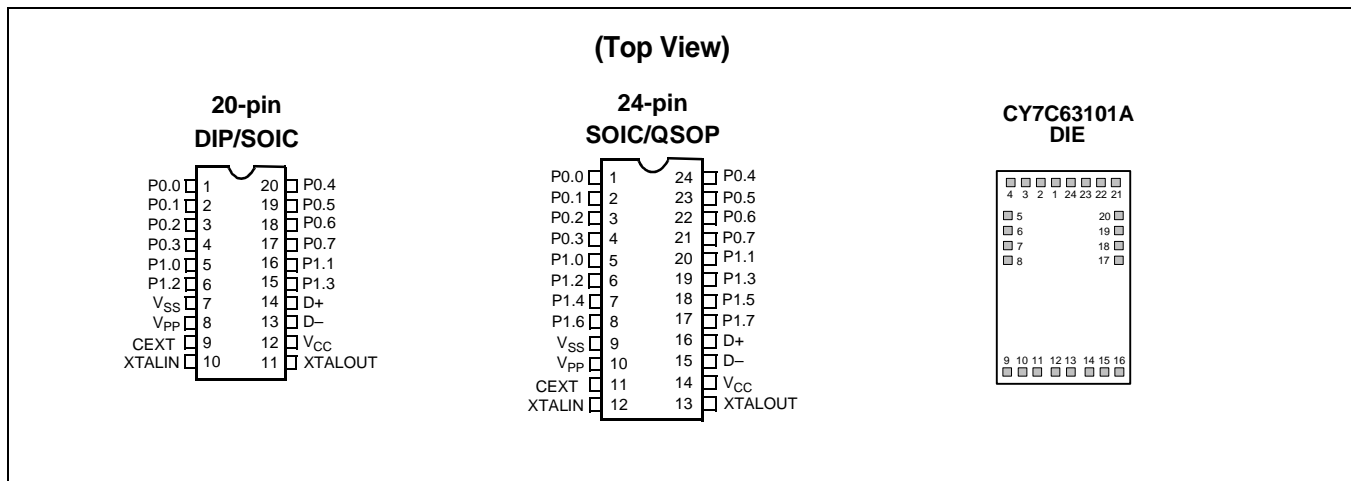 (Top View)
20-pin
DIP/SOIC
P0.0 1 20 P0.4
P0.1 2 19 P0.5
P0.2 3 18 P0.6
P0.3 4 17 P0.7
P1.0 5 16 P1.1
P1.2 6 15 P1.3
VSS 7 14 D+
VPP 8 13 D–
CEXT 9 12 VCC
XTALIN 10 11 XTALOUT
24-pin
SOIC/QSOP
P0.0 1 24 P0.4
P0.1 2 23 P0.5
P0.2 3 22 P0.6
P0.3 4 21 P0.7
P1.0 5 20 P1.1
P1.2 6 19 P1.3
P1.4 7 18 P1.5
P1.6 8 17 P1.7
VSS 9 16 D+
VPP 10 15 D–
CEXT 11 14 VCC
XTALIN 12 13 XTALOUT
CY7C63101A
DIE
4 3 2 1 24 23 22 21
5 20
6 19
7 18
8 17
9 10 11 12 13 14 15 16